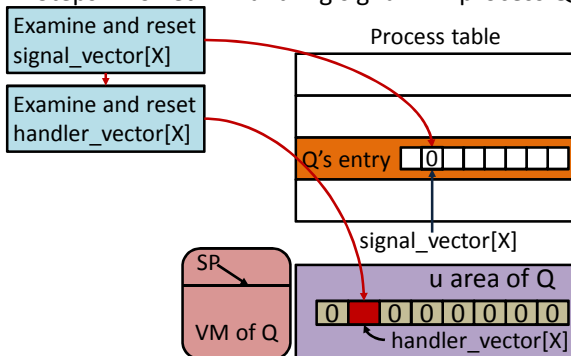 Examine and reset
signal_vector[X]
Process table
Examine and reset
handler_vector[X]
Q's entry
0
signal_vector[X]
SP
u area of Q
0 0 0 0 0 0 0
VM of Q
handler_vector[X]